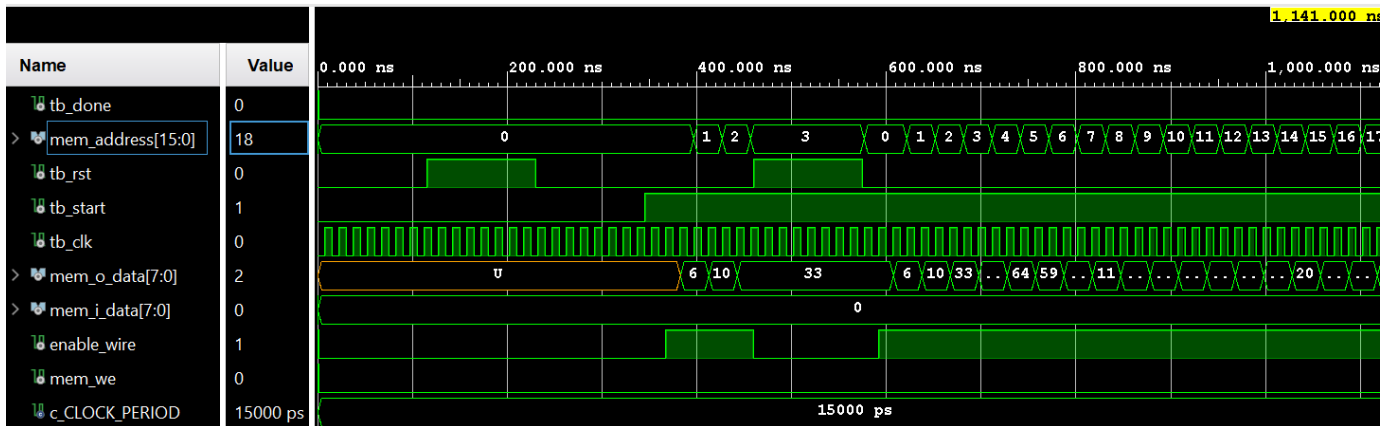 1,141.000 ns
Name Value 0.000 ns 200.000 ns 400.000 ns 600.000 ns 800.000 ns 1,000.000 ns
tb_done 0
mem_address[15:0] 18 0 1 2 3 0 1 2 3 4 5 6 7 8 9 10 11 12 13 14 15 16 17
tb_rst 0
tb_start 1
tb_clk 0
mem_o_data[7:0] 2 U 6 10 33 6 10 33 .. 64 59 .. 11 .. .. .. .. .. .. 20 .. ..
mem_i_data[7:0] 0 0
enable_wire 1
mem_we 0
c_CLOCK_PERIOD 15000 ps 15000 ps